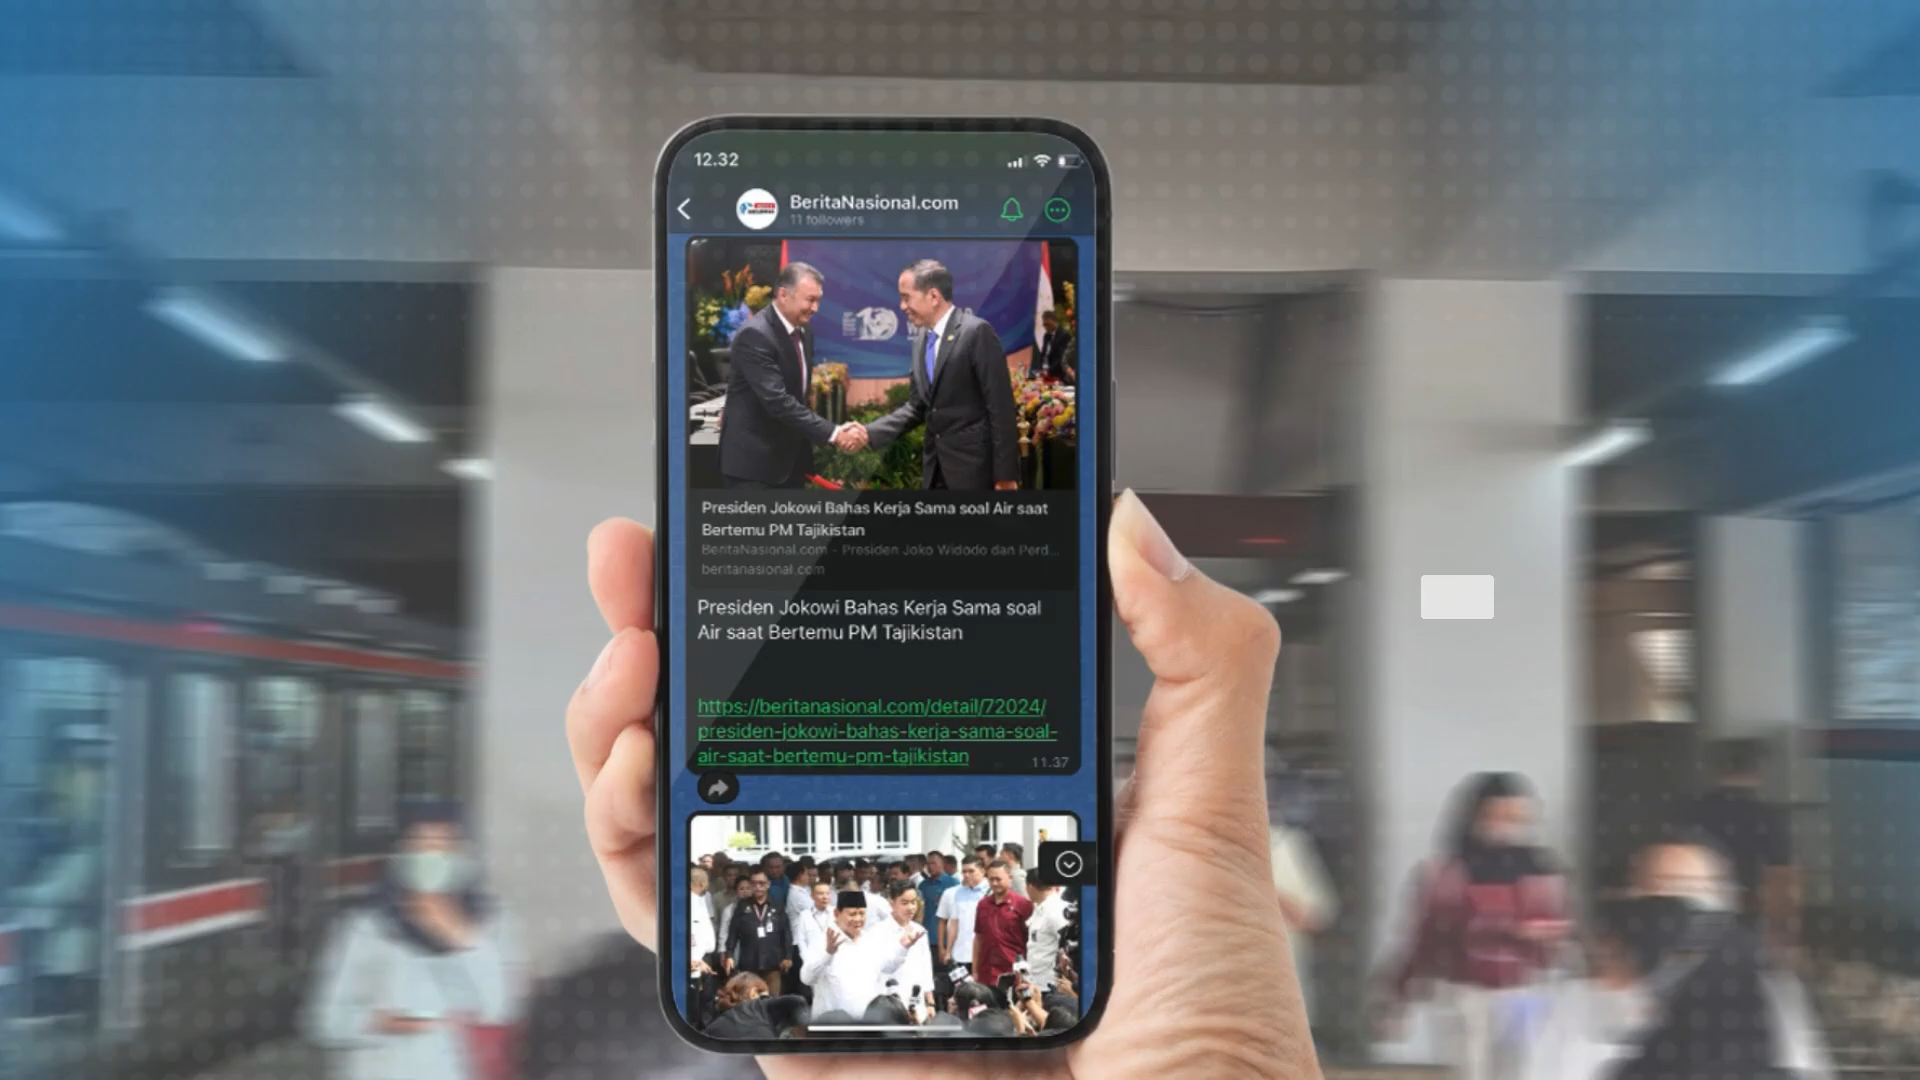 12.32
BeritaNasional.com
11 followers
10
Presiden Jokowi Bahas Kerja Sama soal Air saat
Bertemu PM Tajikistan
BeritaNasional.com - Presiden Joko Widodo dan Perd...
beritanasional.com
Presiden Jokowi Bahas Kerja Sama soal
Air saat Bertemu PM Tajikistan
https://beritanasional.com/detail/72024/
presiden-jokowi-bahas-kerja-sama-soal-
air-saat-bertemu-pm-tajikistan
11.37